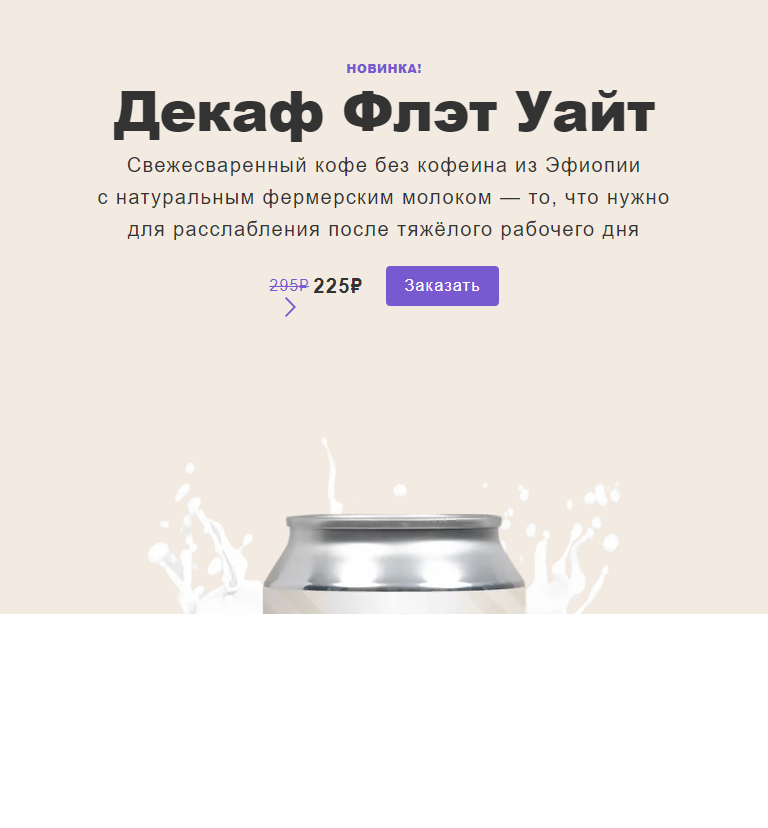 НОВИНКА!
Декаф Флэт Уайт
Свежесваренный кофе без кофеина из Эфиопии
с натуральным фермерским молоком — то, что нужно
для расслабления после тяжёлого рабочего дня
295₽ 225₽ Заказать